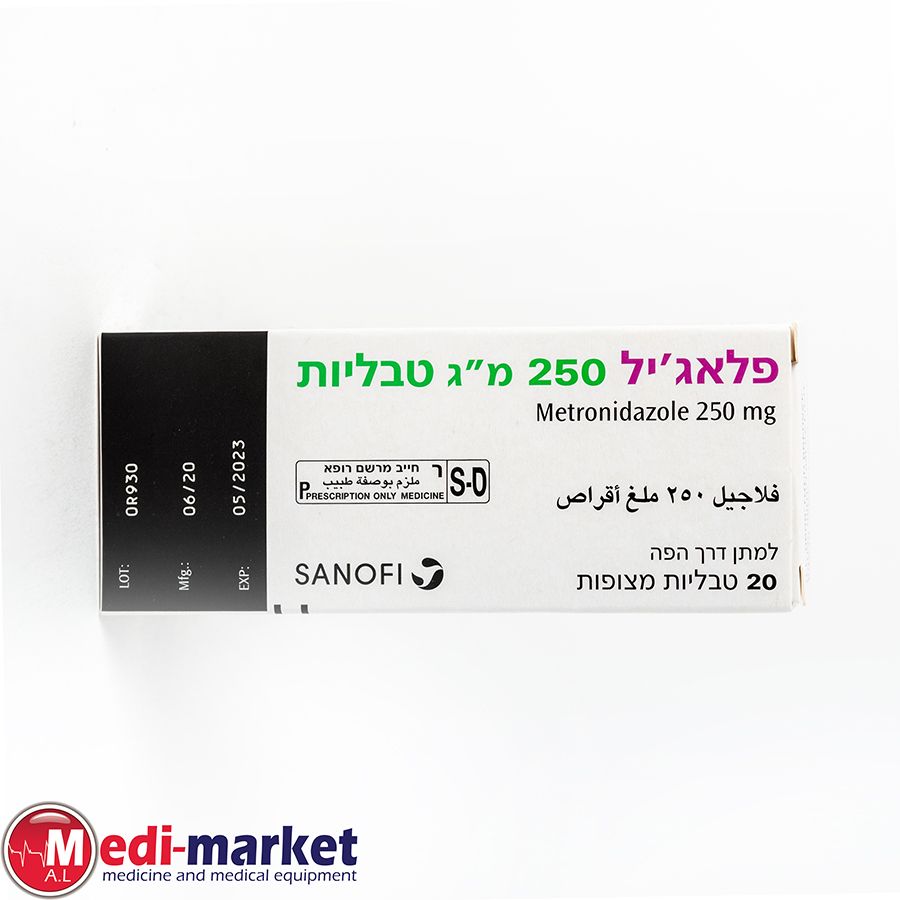 פלאג׳יל 250 מ״ג טבליות
Metronidazole 250 mg
ר חייב מרשם רופא
ملزم بوصفة طبيب
P PRESCRIPTION ONLY MEDICINE
S-D
فلاجيل ٢٥٠ ملغ أقراص
למתן דרך הפה
20 טבליות מצופות
SANOFI
LOT: OR930
Mfg.: 06/20
EXP: 05/2023
Medi-market
A.L
medicine and medical equipment